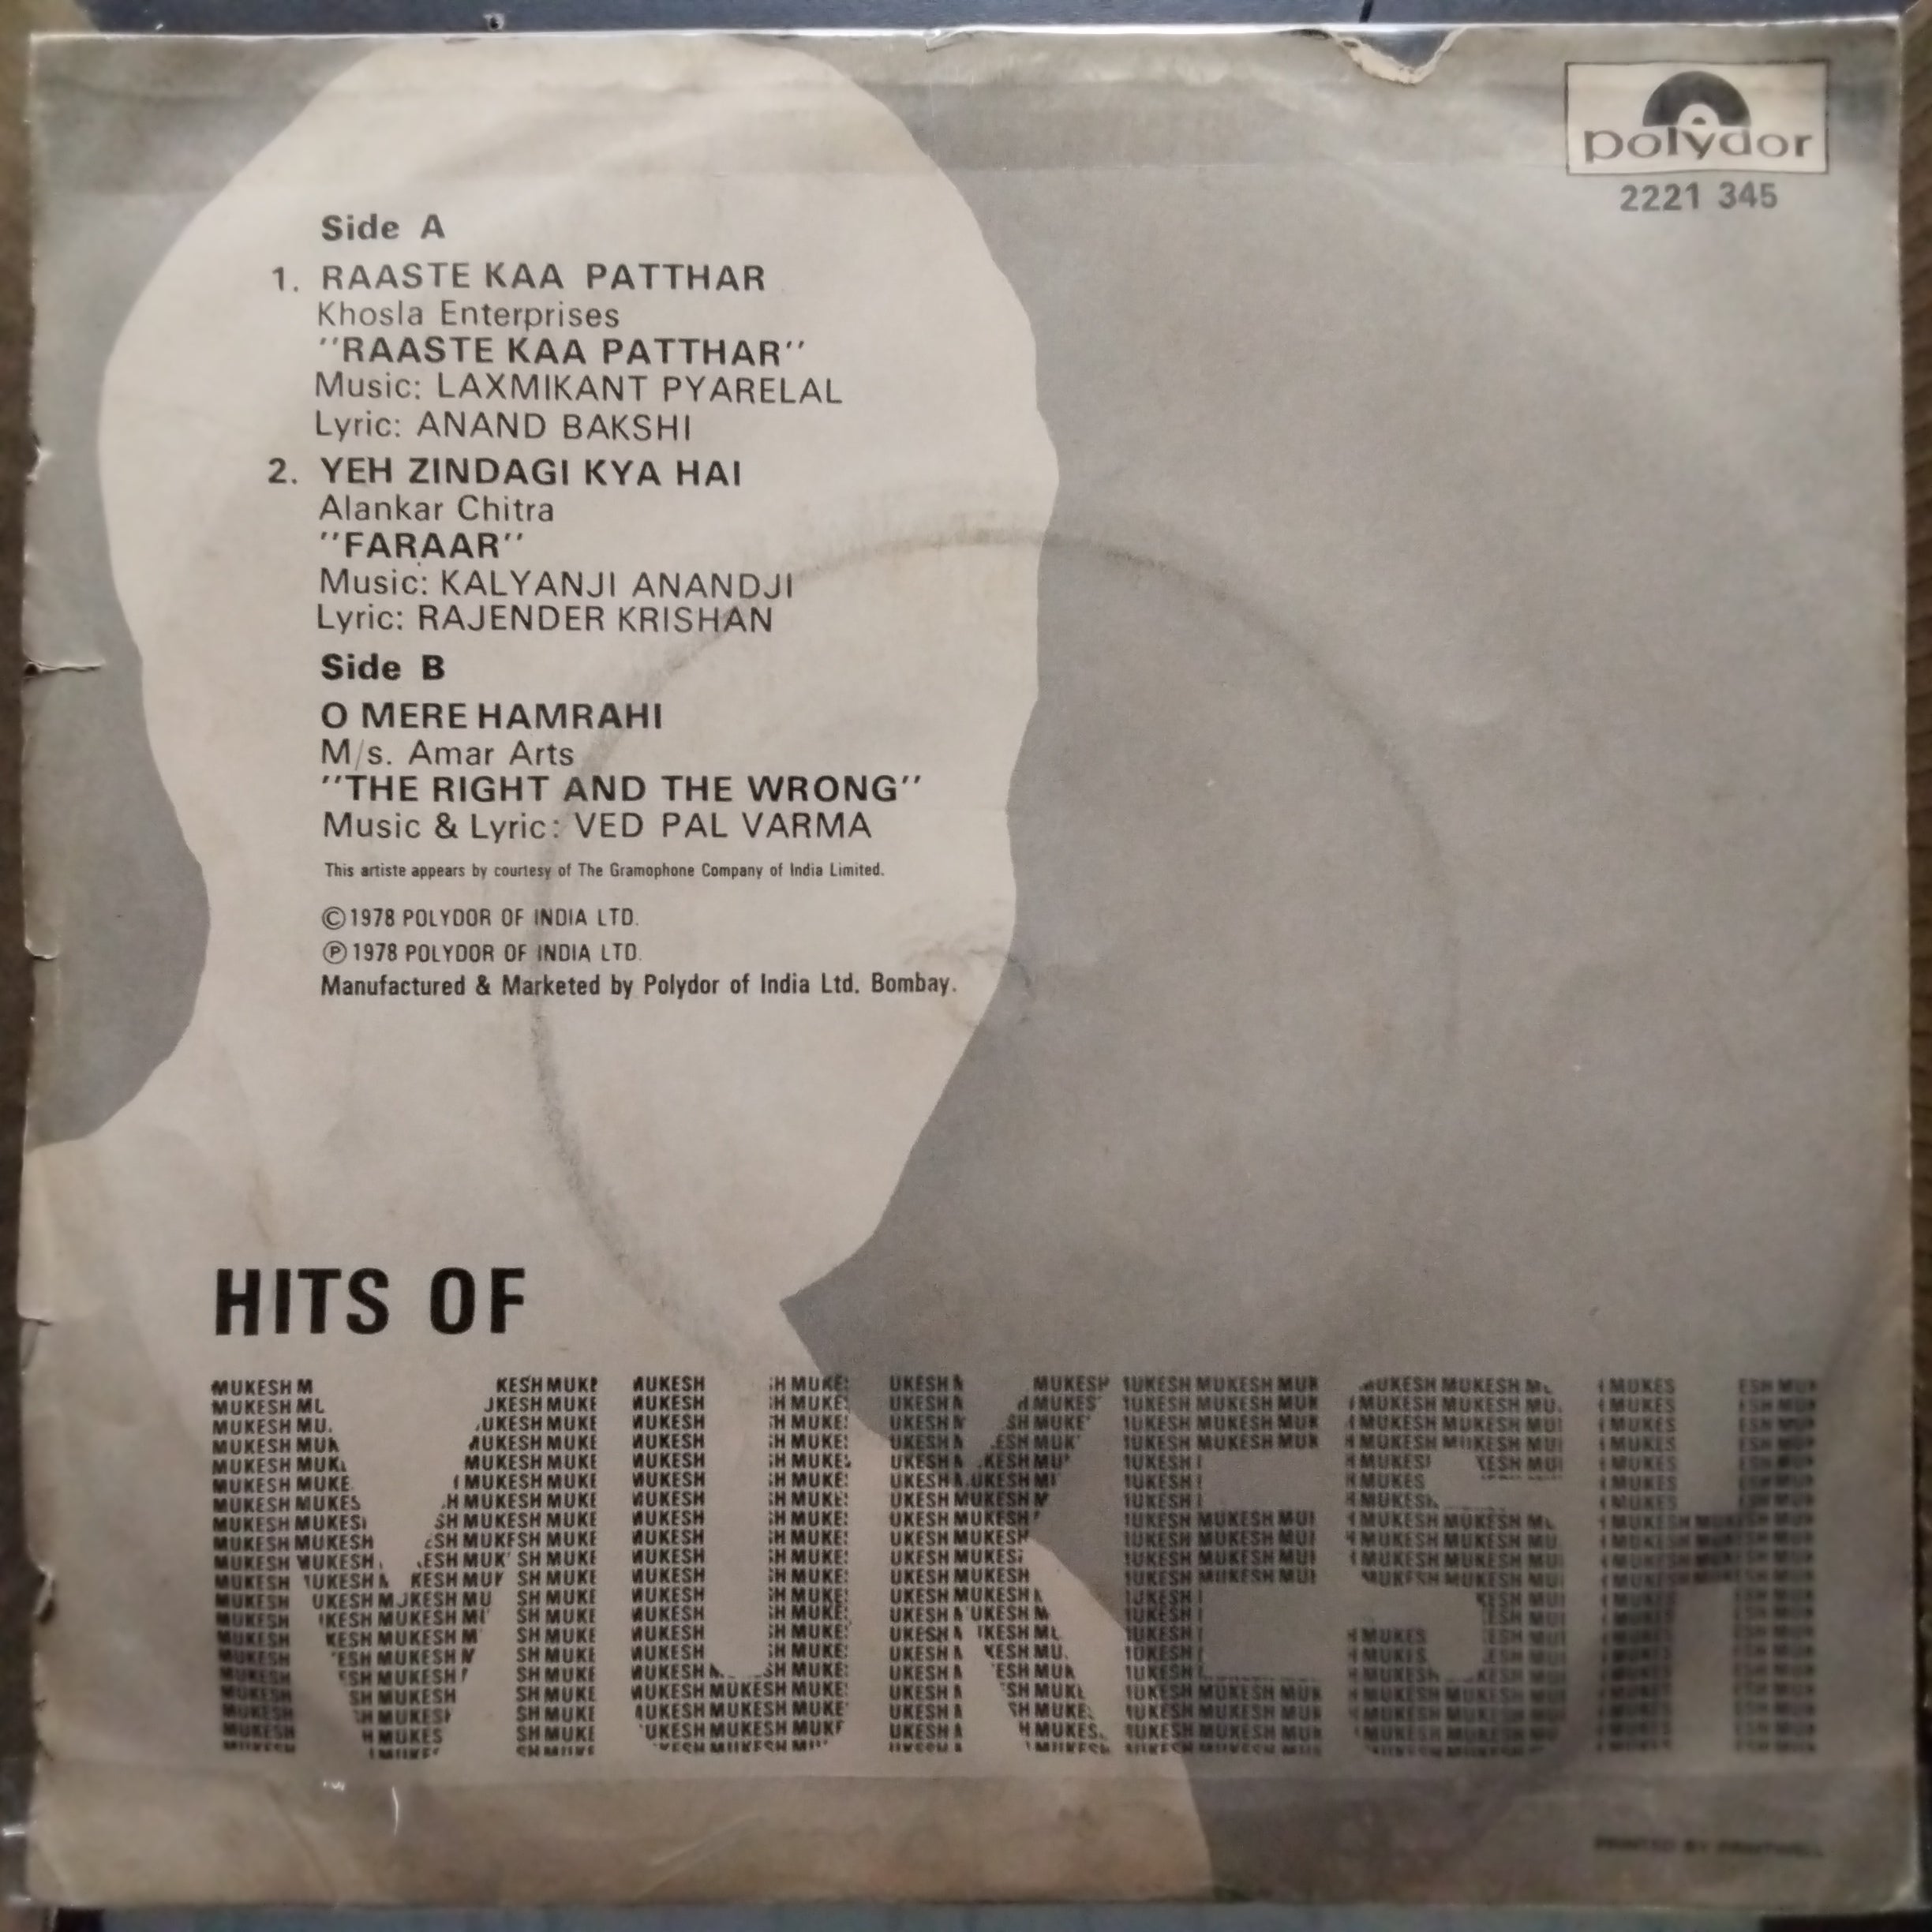 polydor
2221 345
Side A
1. RAASTE KAA PATTHAR
Khosla Enterprises
"RAASTE KAA PATTHAR"
Music: LAXMIKANT PYARELAL
Lyric: ANAND BAKSHI
2. YEH ZINDAGI KYA HAI
Alankar Chitra
"FARAAR"
Music: KALYANJI ANANDJI
Lyric: RAJENDER KRISHAN
Side B
O MERE HAMRAHI
M/s. Amar Arts
"THE RIGHT AND THE WRONG"
Music & Lyric: VED PAL VARMA
This artiste appears by courtesy of The Gramophone Company of India Limited.
©1978 POLYDOR OF INDIA LTD.
℗1978 POLYDOR OF INDIA LTD.
Manufactured & Marketed by Polydor of India Ltd. Bombay.
HITS OF
MUKESH
PRINTED BY PRINTWELL